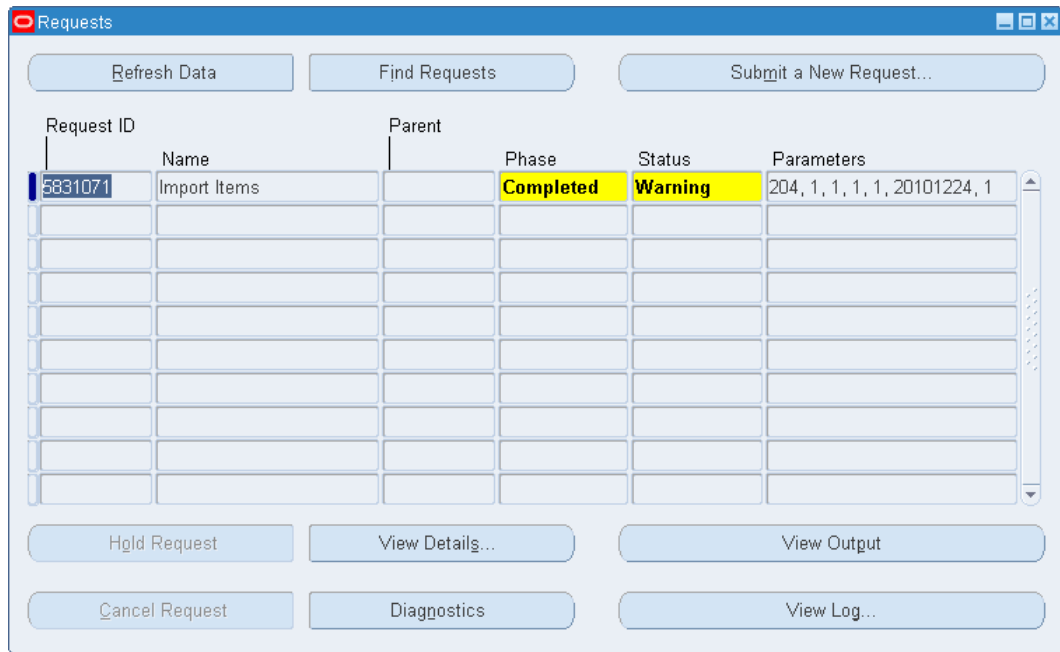 Requests
Refresh Data Find Requests Submit a New Request...
Request ID Parent
Name Phase Status Parameters
5831071 Import Items Completed Warning 204, 1, 1, 1, 1, 20101224, 1
Hold Request View Details... View Output
Cancel Request Diagnostics View Log...